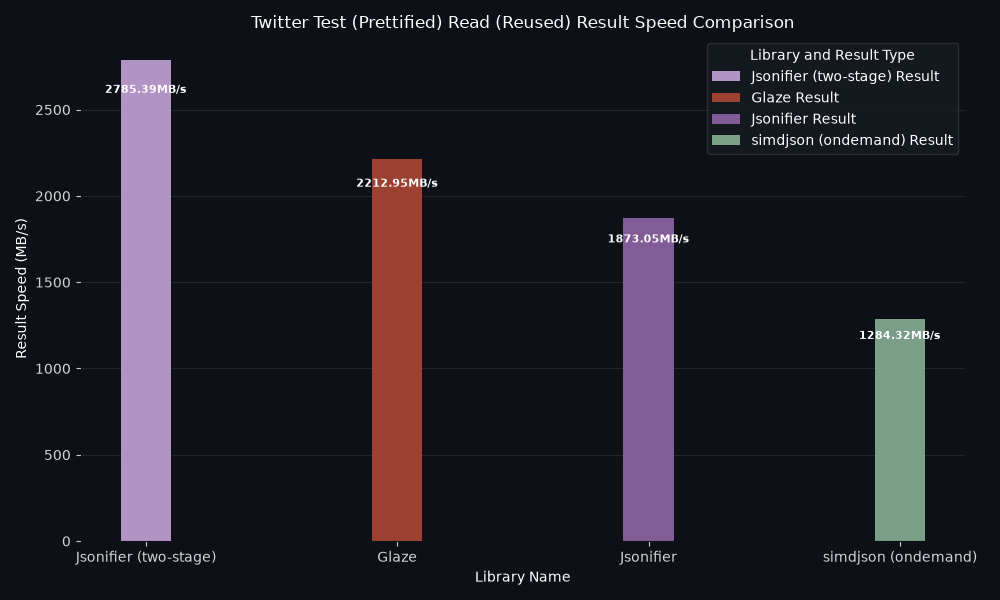 Twitter Test (Prettified) Read (Reused) Result Speed Comparison
Library and Result Type
Jsonifier (two-stage) Result
Glaze Result
Jsonifier Result
simdjson (ondemand) Result
2785.39MB/s
2212.95MB/s
1873.05MB/s
1284.32MB/s
Result Speed (MB/s)
2500
2000
1500
1000
500
0
Jsonifier (two-stage)
Glaze
Jsonifier
simdjson (ondemand)
Library Name